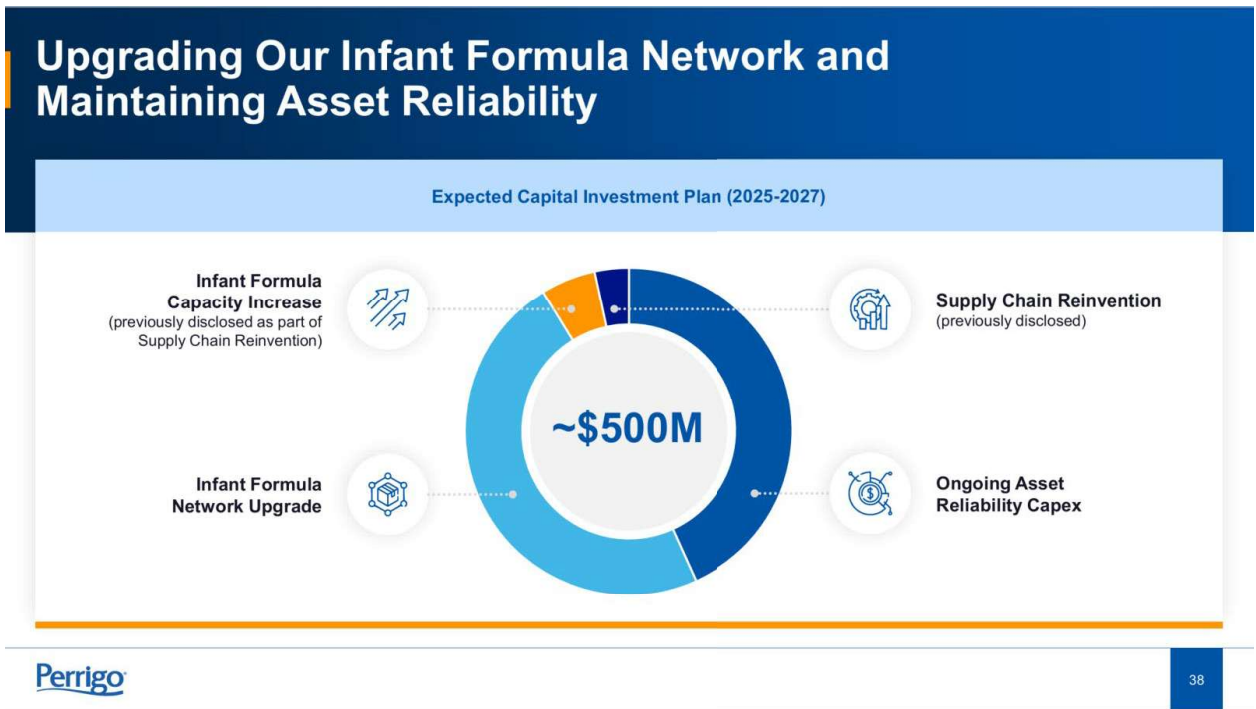 Upgrading Our Infant Formula Network and
Maintaining Asset Reliability
Expected Capital Investment Plan (2025-2027)
Infant Formula
Capacity Increase
(previously disclosed as part of
Supply Chain Reinvention)
Supply Chain Reinvention
(previously disclosed)
~$500M
Infant Formula
Network Upgrade
$
Ongoing Asset
Reliability Capex
Perrigo
38